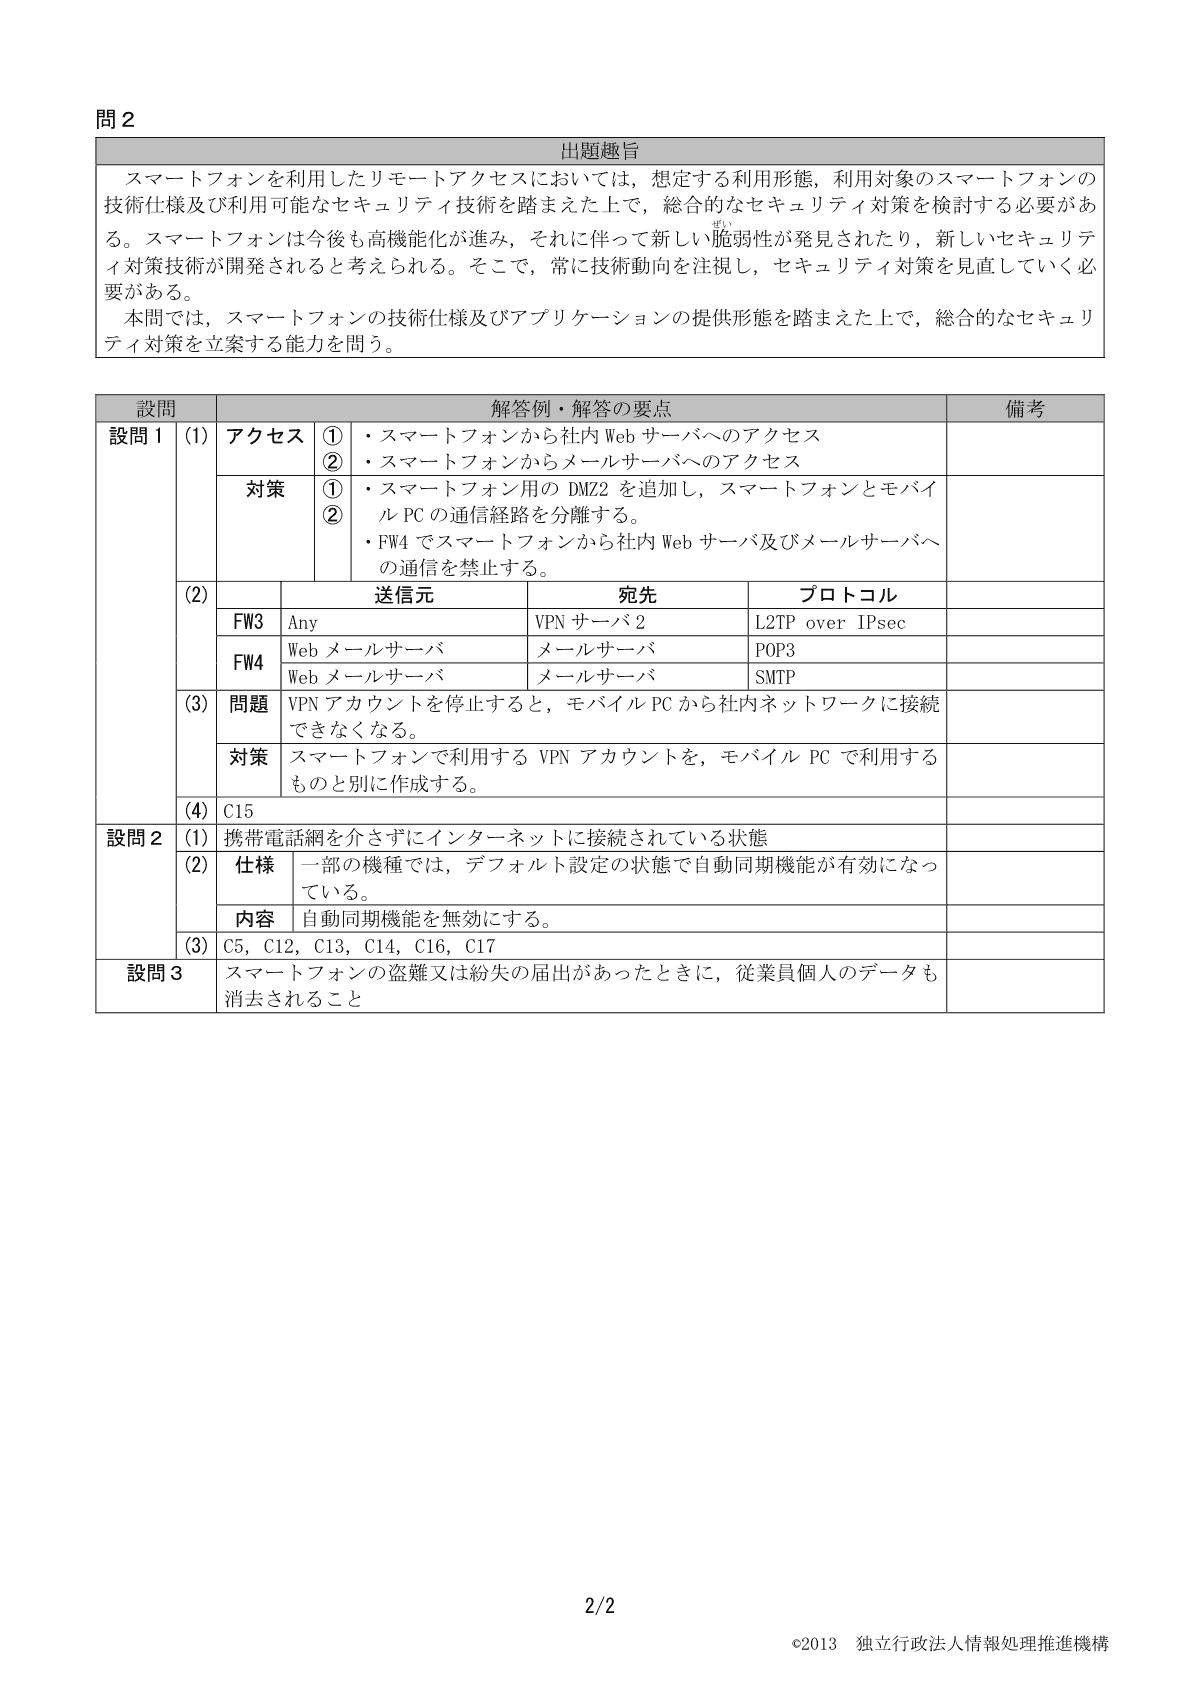 問２
出題趣旨
スマートフォンを利用したリモートアクセスにおいては，想定する利用形態，利用対象のスマートフォンの
技術仕様及び利用可能なセキュリティ技術を踏まえた上で，総合的なセキュリティ対策を検討する必要があ
る。スマートフォンは今後も高機能化が進み，それに伴って新しい脆弱性が発見されたり，新しいセキュリテ
ぜい
ィ対策技術が開発されると考えられる。そこで，常に技術動向を注視し，セキュリティ対策を見直していく必
要がある。
本問では，スマートフォンの技術仕様及びアプリケーションの提供形態を踏まえた上で，総合的なセキュリ
ティ対策を立案する能力を問う。
設問 解答例・解答の要点 備考
設問１ (1) アクセス ① ・スマートフォンから社内 Web サーバへのアクセス
② ・スマートフォンからメールサーバへのアクセス
対策 ① ・スマートフォン用の DMZ2 を追加し，スマートフォンとモバイ
② ル PC の通信経路を分離する。
・FW4 でスマートフォンから社内 Web サーバ及びメールサーバへ
の通信を禁止する。
(2) 送信元 宛先 プロトコル
FW3 Any VPN サーバ 2 L2TP over IPsec
FW4 Web メールサーバ メールサーバ POP3
Web メールサーバ メールサーバ SMTP
(3) 問題 VPN アカウントを停止すると，モバイル PC から社内ネットワークに接続
できなくなる。
対策 スマートフォンで利用する VPN アカウントを，モバイル PC で利用する
ものと別に作成する。
(4) C15
設問２ (1) 携帯電話網を介さずにインターネットに接続されている状態
(2) 仕様 一部の機種では，デフォルト設定の状態で自動同期機能が有効になっ
ている。
内容 自動同期機能を無効にする。
(3) C5，C12，C13，C14，C16，C17
設問３ スマートフォンの盗難又は紛失の届出があったときに，従業員個人のデータも
消去されること
2/2
©2013　独立行政法人情報処理推進機構